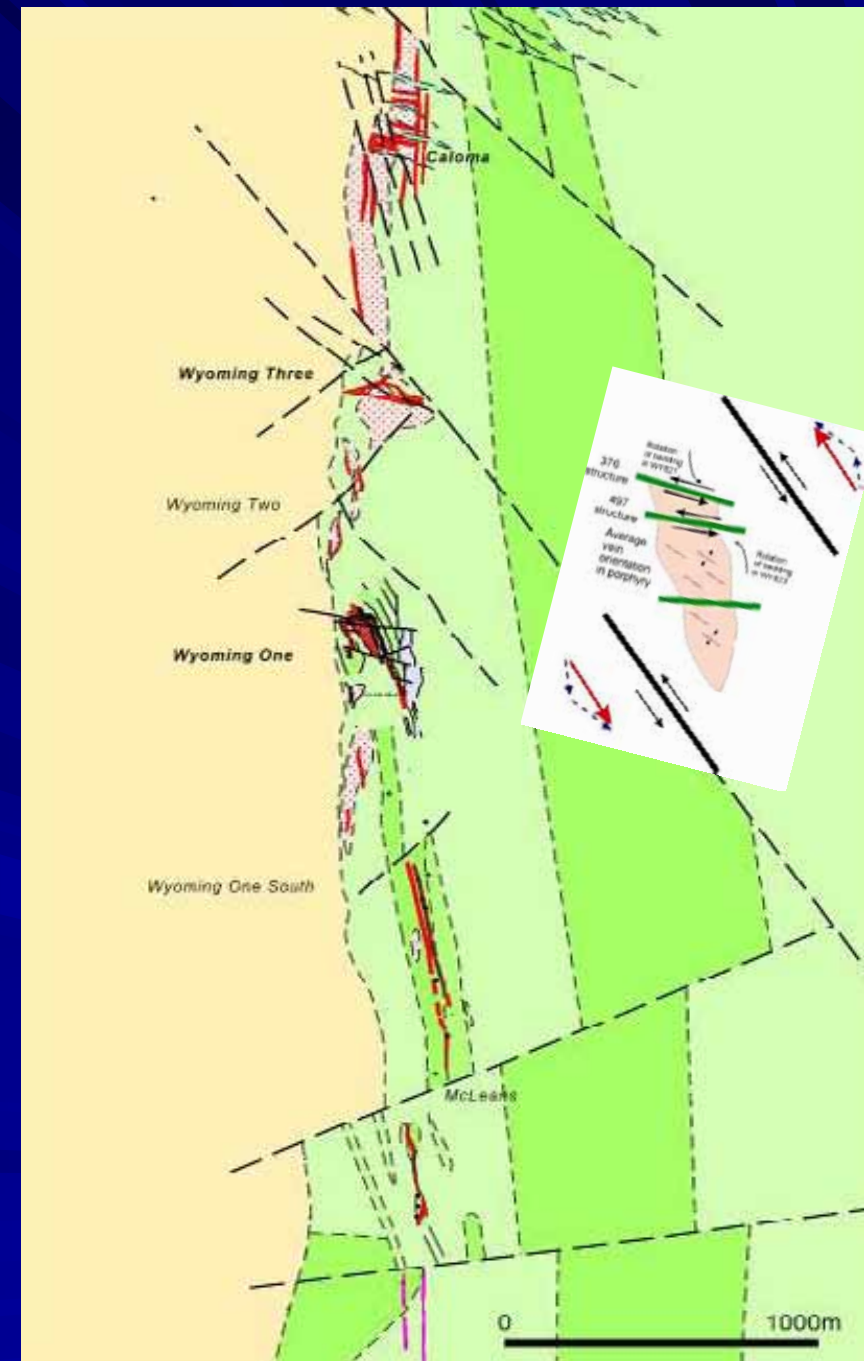 Caloma
Wyoming Three
Wyoming Two
Wyoming One
Wyoming One South
McLeans
376
structure
497
structure
Average
vein
orientation
in porphyry
Rotation
of bedding
Rotation
of bedding
0 1000m